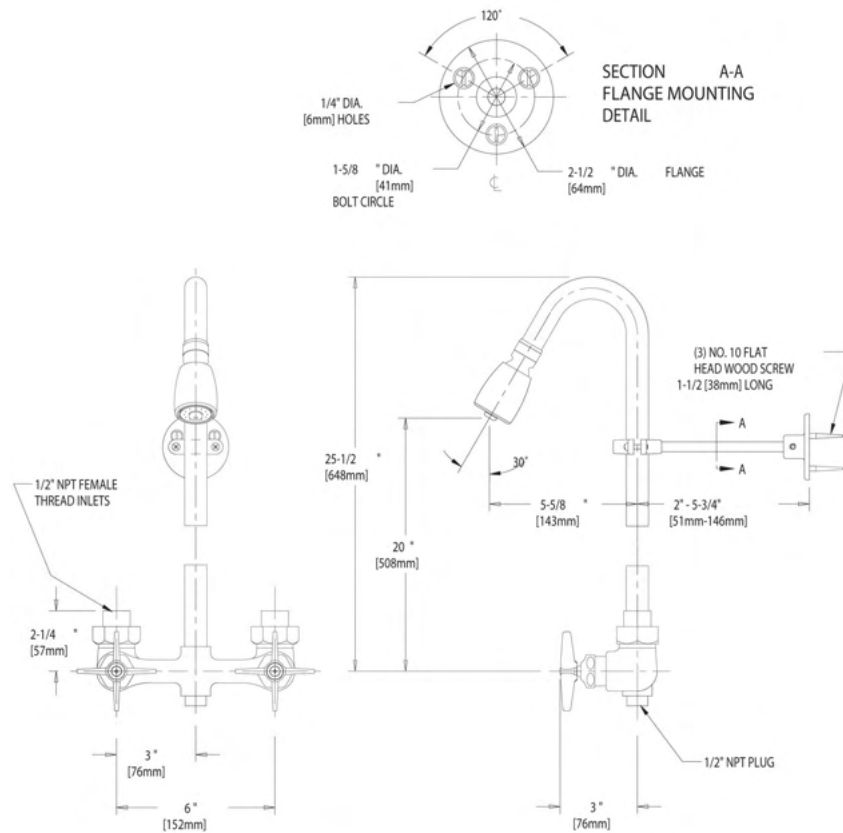 120°
SECTION A-A
FLANGE MOUNTING
DETAIL
1/4" DIA.
[6mm] HOLES
1-5/8 " DIA.
[41mm]
BOLT CIRCLE
2-1/2 " DIA. FLANGE
[64mm]
℄
(3) NO. 10 FLAT
HEAD WOOD SCREW
1-1/2 [38mm] LONG
A
A
25-1/2 "
[648mm]
30°
1/2" NPT FEMALE
THREAD INLETS
5-5/8 "
[143mm]
2" - 5-3/4"
[51mm-146mm]
20 "
[508mm]
2-1/4 "
[57mm]
3 "
[76mm]
6 "
[152mm]
1/2" NPT PLUG
3 "
[76mm]